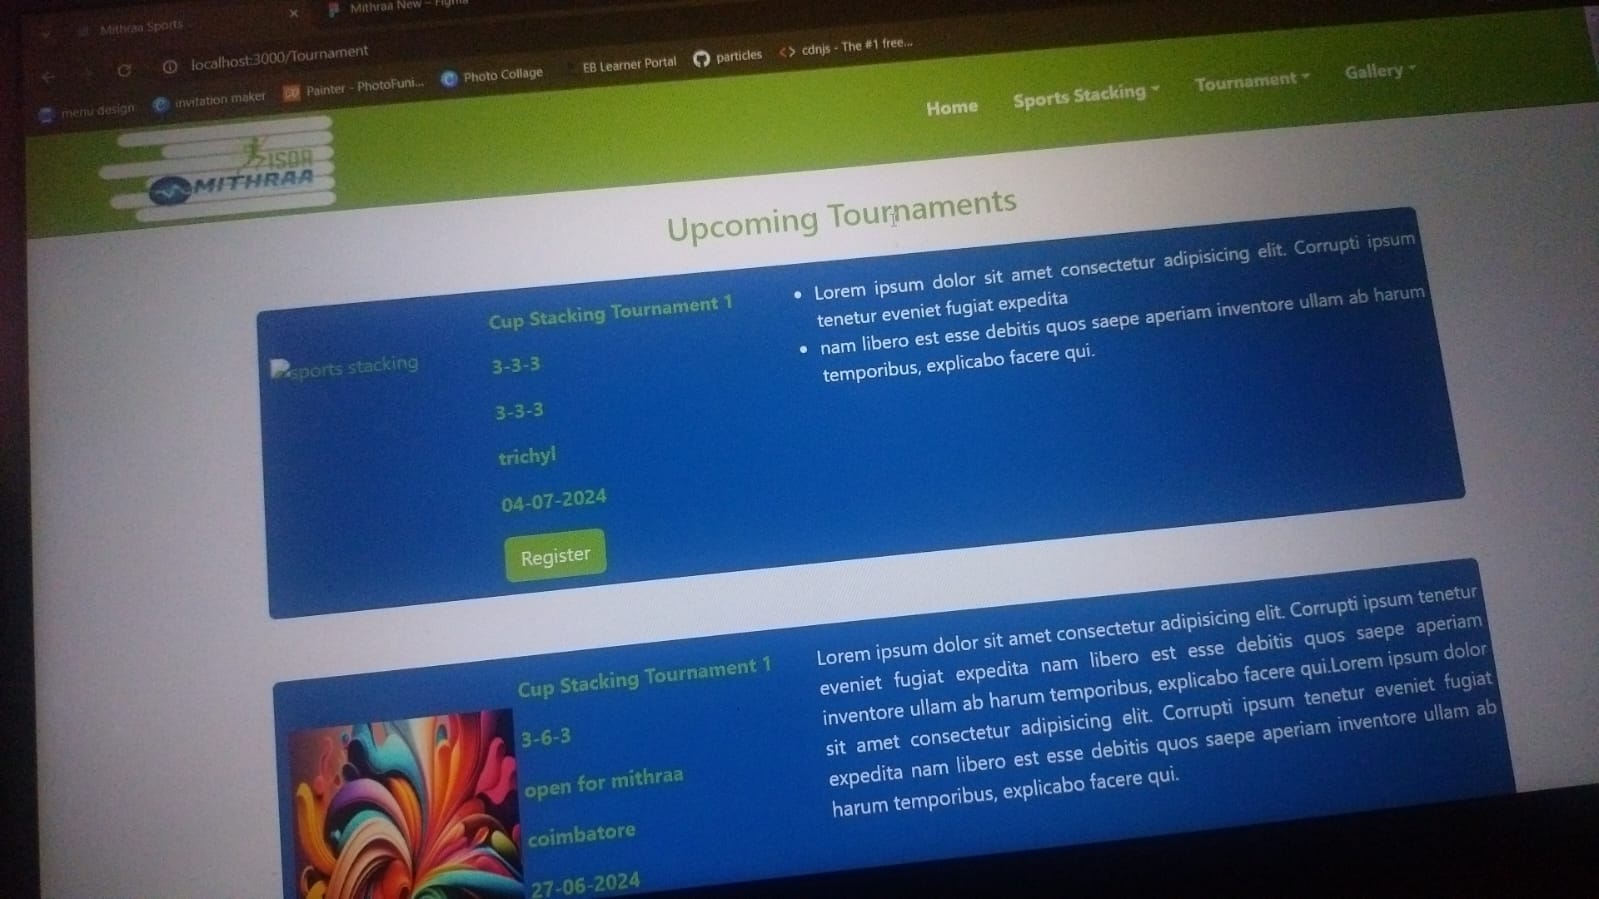 Mithraa Sports
Mithraa New – Figma
localhost:3000/Tournament
menu design
invitation maker
Painter - PhotoFuni...
Photo Collage
EB Learner Portal
particles
cdnjs - The #1 free...
ISDA
MITHRAA
Home
Sports Stacking
Tournament
Gallery
Upcoming Tournaments
sports stacking
Cup Stacking Tournament 1
3-3-3
3-3-3
trichyl
04-07-2024
Register
Lorem ipsum dolor sit amet consectetur adipisicing elit. Corrupti ipsum
tenetur eveniet fugiat expedita
nam libero est esse debitis quos saepe aperiam inventore ullam ab harum
temporibus, explicabo facere qui.
Cup Stacking Tournament 1
3-6-3
open for mithraa
coimbatore
27-06-2024
Lorem ipsum dolor sit amet consectetur adipisicing elit. Corrupti ipsum tenetur
eveniet fugiat expedita nam libero est esse debitis quos saepe aperiam
inventore ullam ab harum temporibus, explicabo facere qui.Lorem ipsum dolor
sit amet consectetur adipisicing elit. Corrupti ipsum tenetur eveniet fugiat
expedita nam libero est esse debitis quos saepe aperiam inventore ullam ab
harum temporibus, explicabo facere qui.